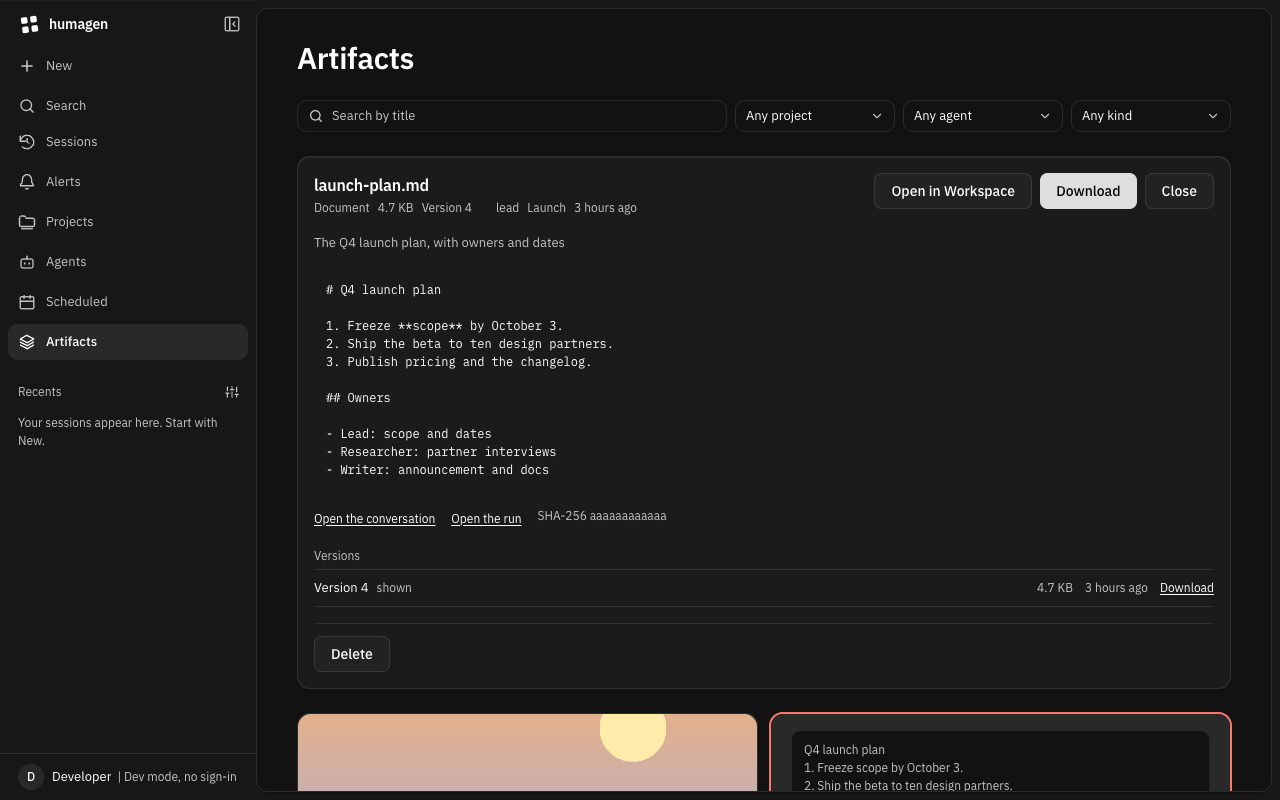 humagen
New
Search
Sessions
Alerts
Projects
Agents
Scheduled
Artifacts
Recents
Your sessions appear here. Start with
New.
D Developer | Dev mode, no sign-in
Artifacts
Search by title
Any project
Any agent
Any kind
launch-plan.md
Document 4.7 KB Version 4 lead Launch 3 hours ago
Open in Workspace
Download
Close
The Q4 launch plan, with owners and dates
# Q4 launch plan
1. Freeze **scope** by October 3.
2. Ship the beta to ten design partners.
3. Publish pricing and the changelog.
## Owners
- Lead: scope and dates
- Researcher: partner interviews
- Writer: announcement and docs
Open the conversation Open the run SHA-256 aaaaaaaaaaaa
Versions
Version 4 shown 4.7 KB 3 hours ago Download
Delete
Q4 launch plan
1. Freeze scope by October 3.
2. Ship the beta to ten design partners.